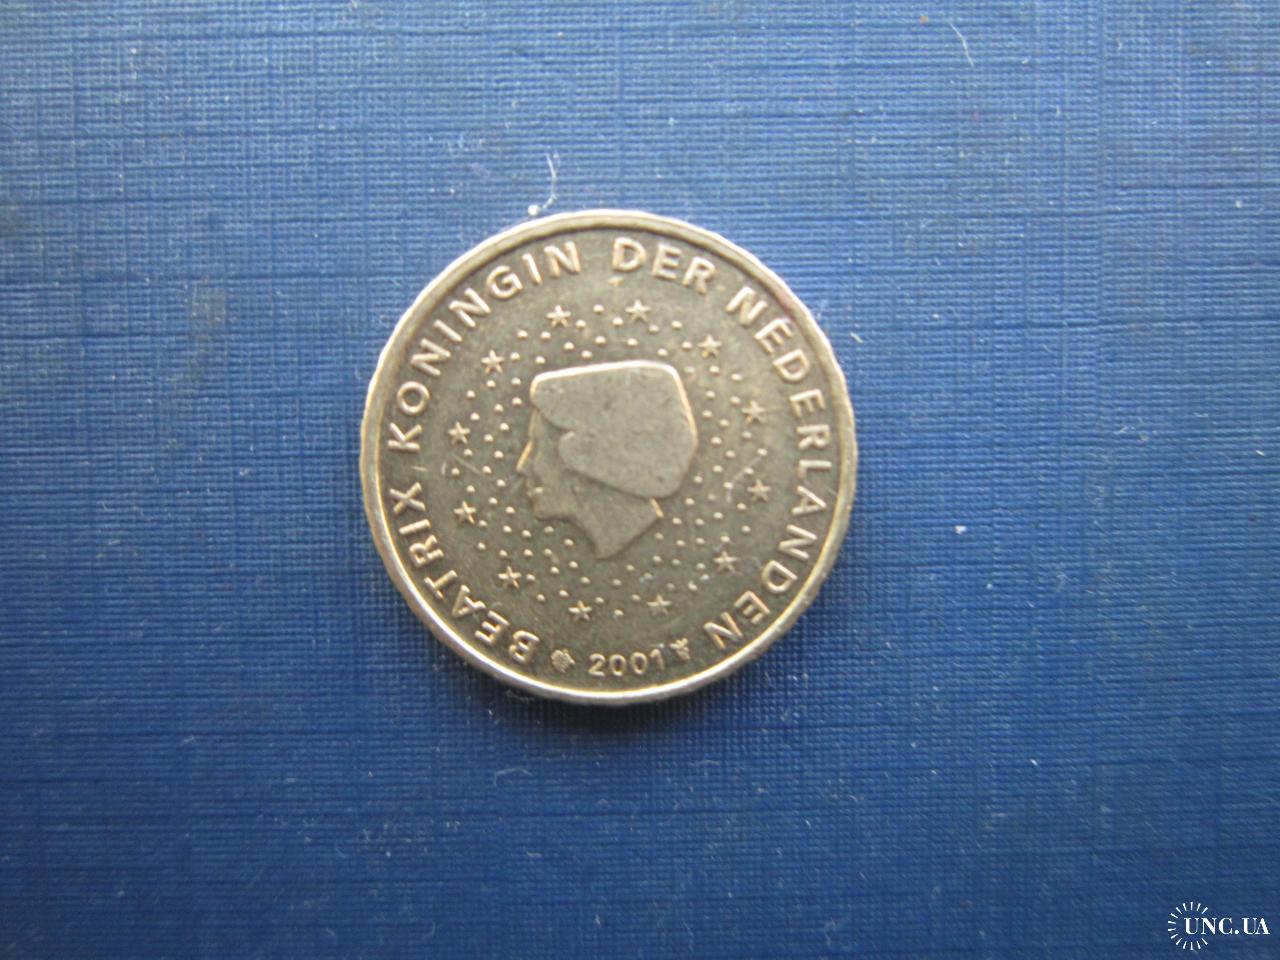 BEATRIX KONINGIN DER NEDERLANDEN
2001
UNC.UA